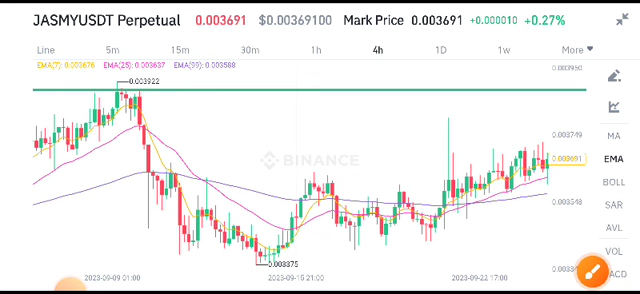 JASMYUSDT Perpetual 0.003691 $0.00369100 Mark Price 0.003691 +0.000010 +0.27%
Line 5m 15m 30m 1h 4h 1D 1w More
EMA(7): 0.003676 EMA(25): 0.003637 EMA(99): 0.003588
0.003950
0.003922
0.003749
MA
0.003691
EMA
BINANCE
BOLL
0.003548
SAR
AVL
VOL
0.003375
2023-09-09 01:00 2023-09-15 21:00 2023-09-22 17:00